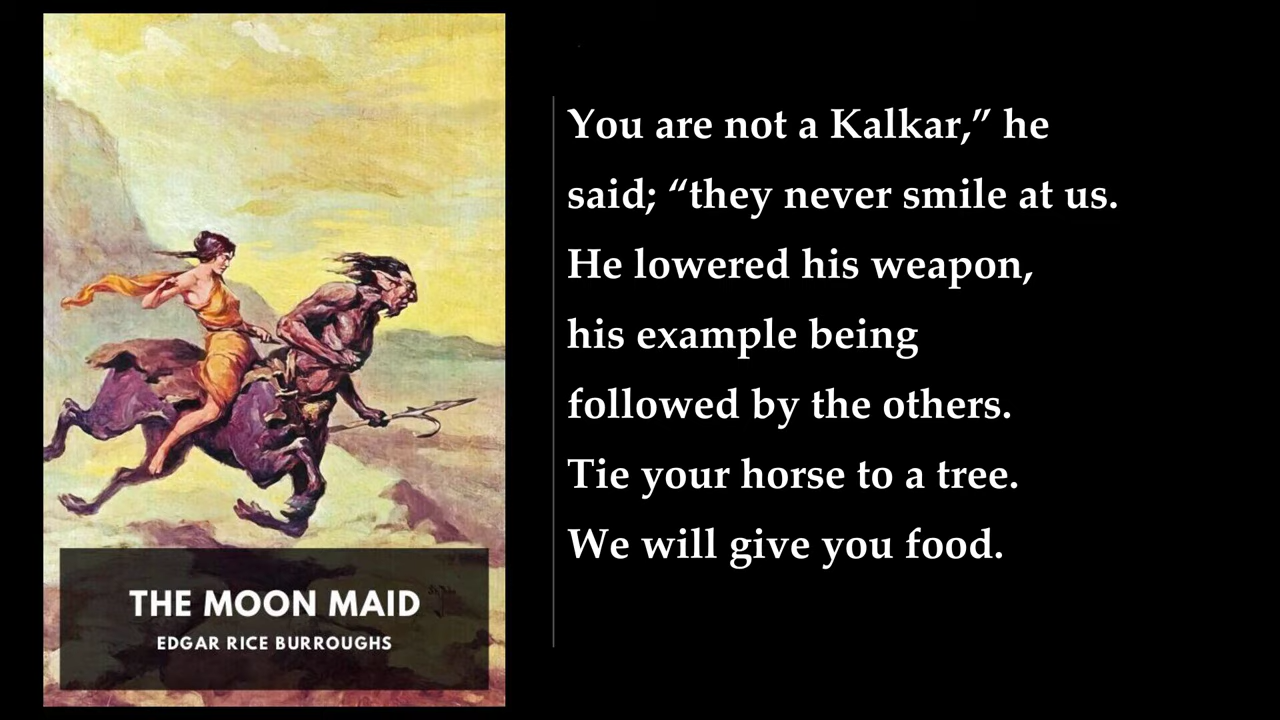 You are not a Kalkar,” he
said; “they never smile at us.
He lowered his weapon,
his example being
followed by the others.
Tie your horse to a tree.
We will give you food.
THE MOON MAID
EDGAR RICE BURROUGHS